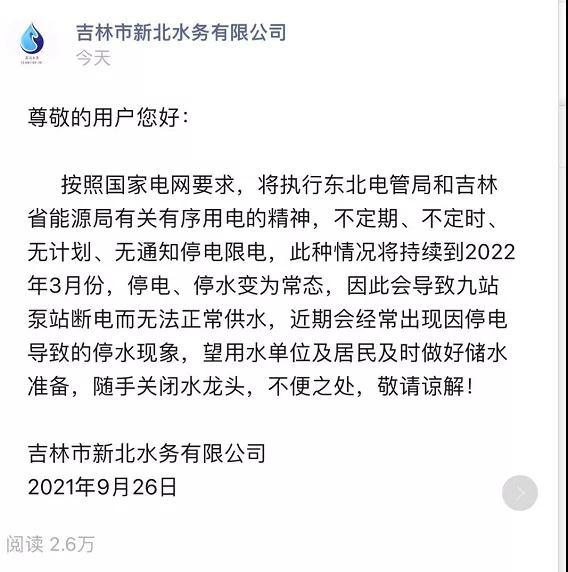 吉林市新北水务有限公司
今天
尊敬的用户您好：
按照国家电网要求，将执行东北电管局和吉林
省能源局有关有序用电的精神，不定期、不定时、
无计划、无通知停电限电，此种情况将持续到2022
年3月份，停电、停水变为常态，因此会导致九站
泵站断电而无法正常供水，近期会经常出现因停电
导致的停水现象，望用水单位及居民及时做好储水
准备，随手关闭水龙头，不便之处，敬请谅解！
吉林市新北水务有限公司
2021年9月26日
阅读 2.6万